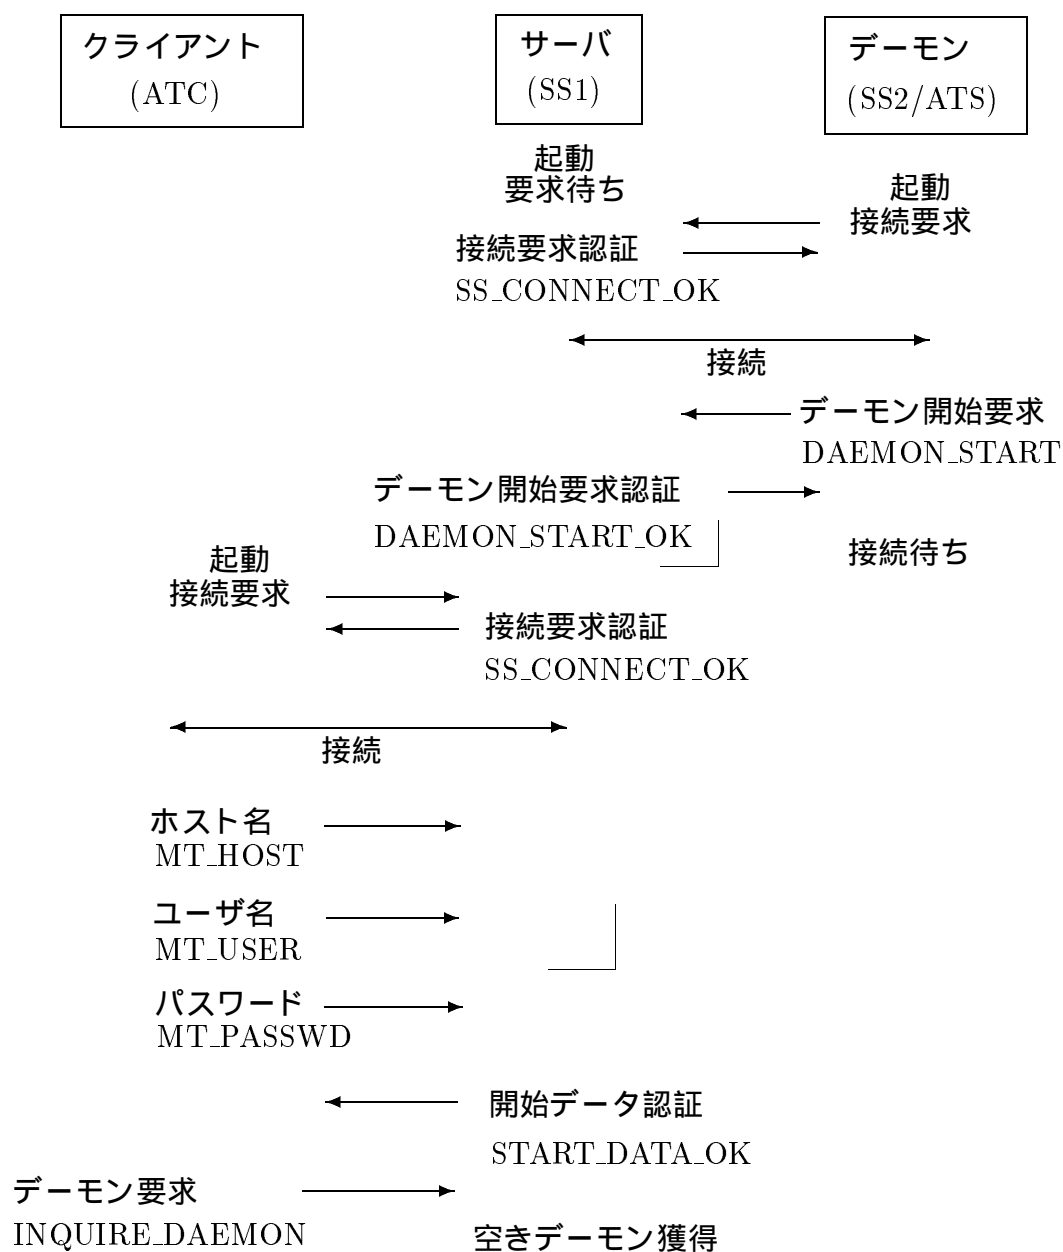 クライアント
(ATC)
サーバ
(SS1)
デーモン
(SS2/ATS)
起動
要求待ち
起動
接続要求
接続要求認証
SS_CONNECT_OK
接続
デーモン開始要求
DAEMON_START
デーモン開始要求認証
DAEMON_START_OK
接続待ち
起動
接続要求
接続要求認証
SS_CONNECT_OK
接続
ホスト名
MT_HOST
ユーザ名
MT_USER
パスワード
MT_PASSWD
開始データ認証
START_DATA_OK
デーモン要求
INQUIRE_DAEMON
空きデーモン獲得